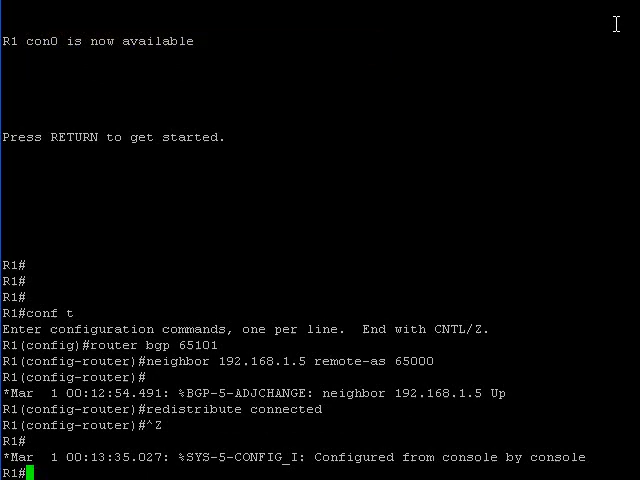 R1 con0 is now available
Press RETURN to get started.
R1#
R1#
R1#
R1#conf t
Enter configuration commands, one per line.  End with CNTL/Z.
R1(config)#router bgp 65101
R1(config-router)#neighbor 192.168.1.5 remote-as 65000
R1(config-router)#
*Mar  1 00:12:54.491: %BGP-5-ADJCHANGE: neighbor 192.168.1.5 Up
R1(config-router)#redistribute connected
R1(config-router)#^Z
R1#
*Mar  1 00:13:35.027: %SYS-5-CONFIG_I: Configured from console by console
R1#